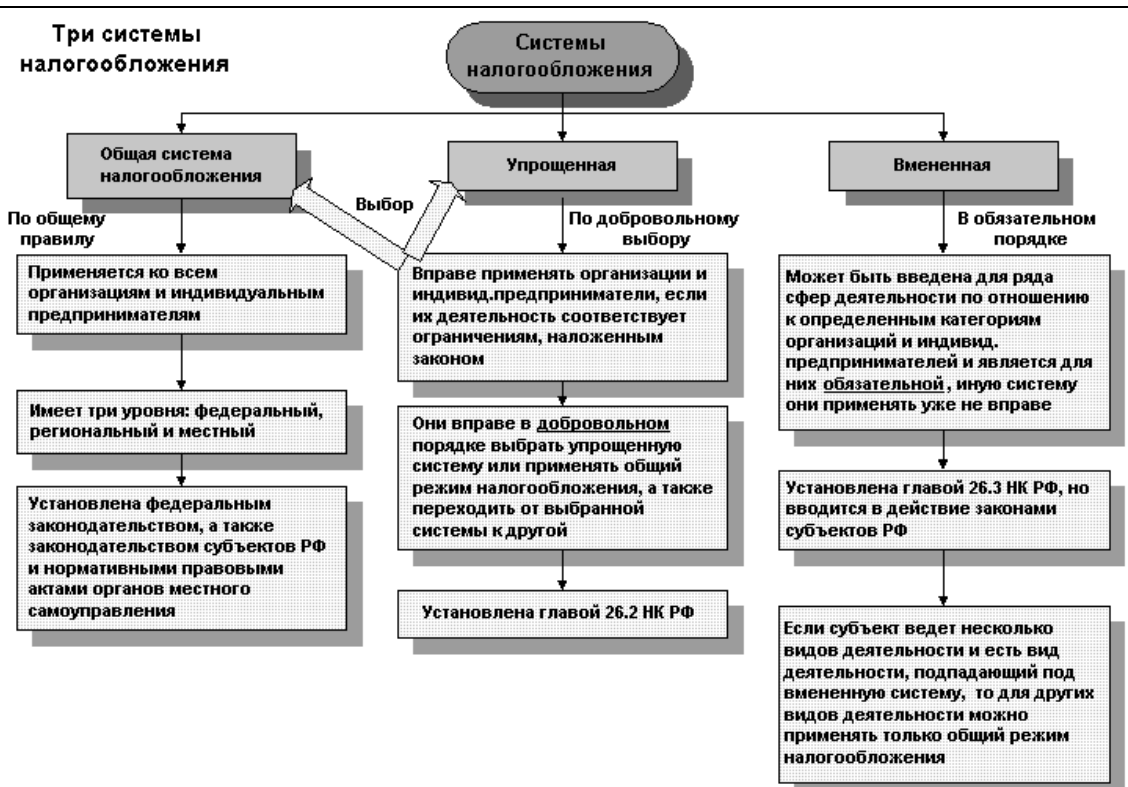 Три системы
налогообложения
Системы
налогообложения
Общая система
налогообложения
Упрощенная
Вмененная
Выбор
По общему
правилу
По добровольному
выбору
В обязательном
порядке
Применяется ко всем
организациям и индивидуальным
предпринимателям
Имеет три уровня: федеральный,
региональный и местный
Установлена федеральным
законодательством, а также
законодательством субъектов РФ
и нормативными правовыми
актами органов местного
самоуправления
Вправе применять организации и
индивид.предприниматели, если
их деятельность соответствует
ограничениям, наложенным
законом
Они вправе в добровольном
порядке выбрать упрощенную
систему или применять общий
режим налогообложения, а также
переходить от выбранной
системы к другой
Установлена главой 26.2 НК РФ
Может быть введена для ряда
сфер деятельности по отношению
к определенным категориям
организаций и индивид.
предпринимателей и является для
них обязательной, иную систему
они применять уже не вправе
Установлена главой 26.3 НК РФ, но
вводится в действие законами
субъектов РФ
Если субъект ведет несколько
видов деятельности и есть вид
деятельности, подпадающий под
вмененную систему, то для других
видов деятельности можно
применять только общий режим
налогообложения